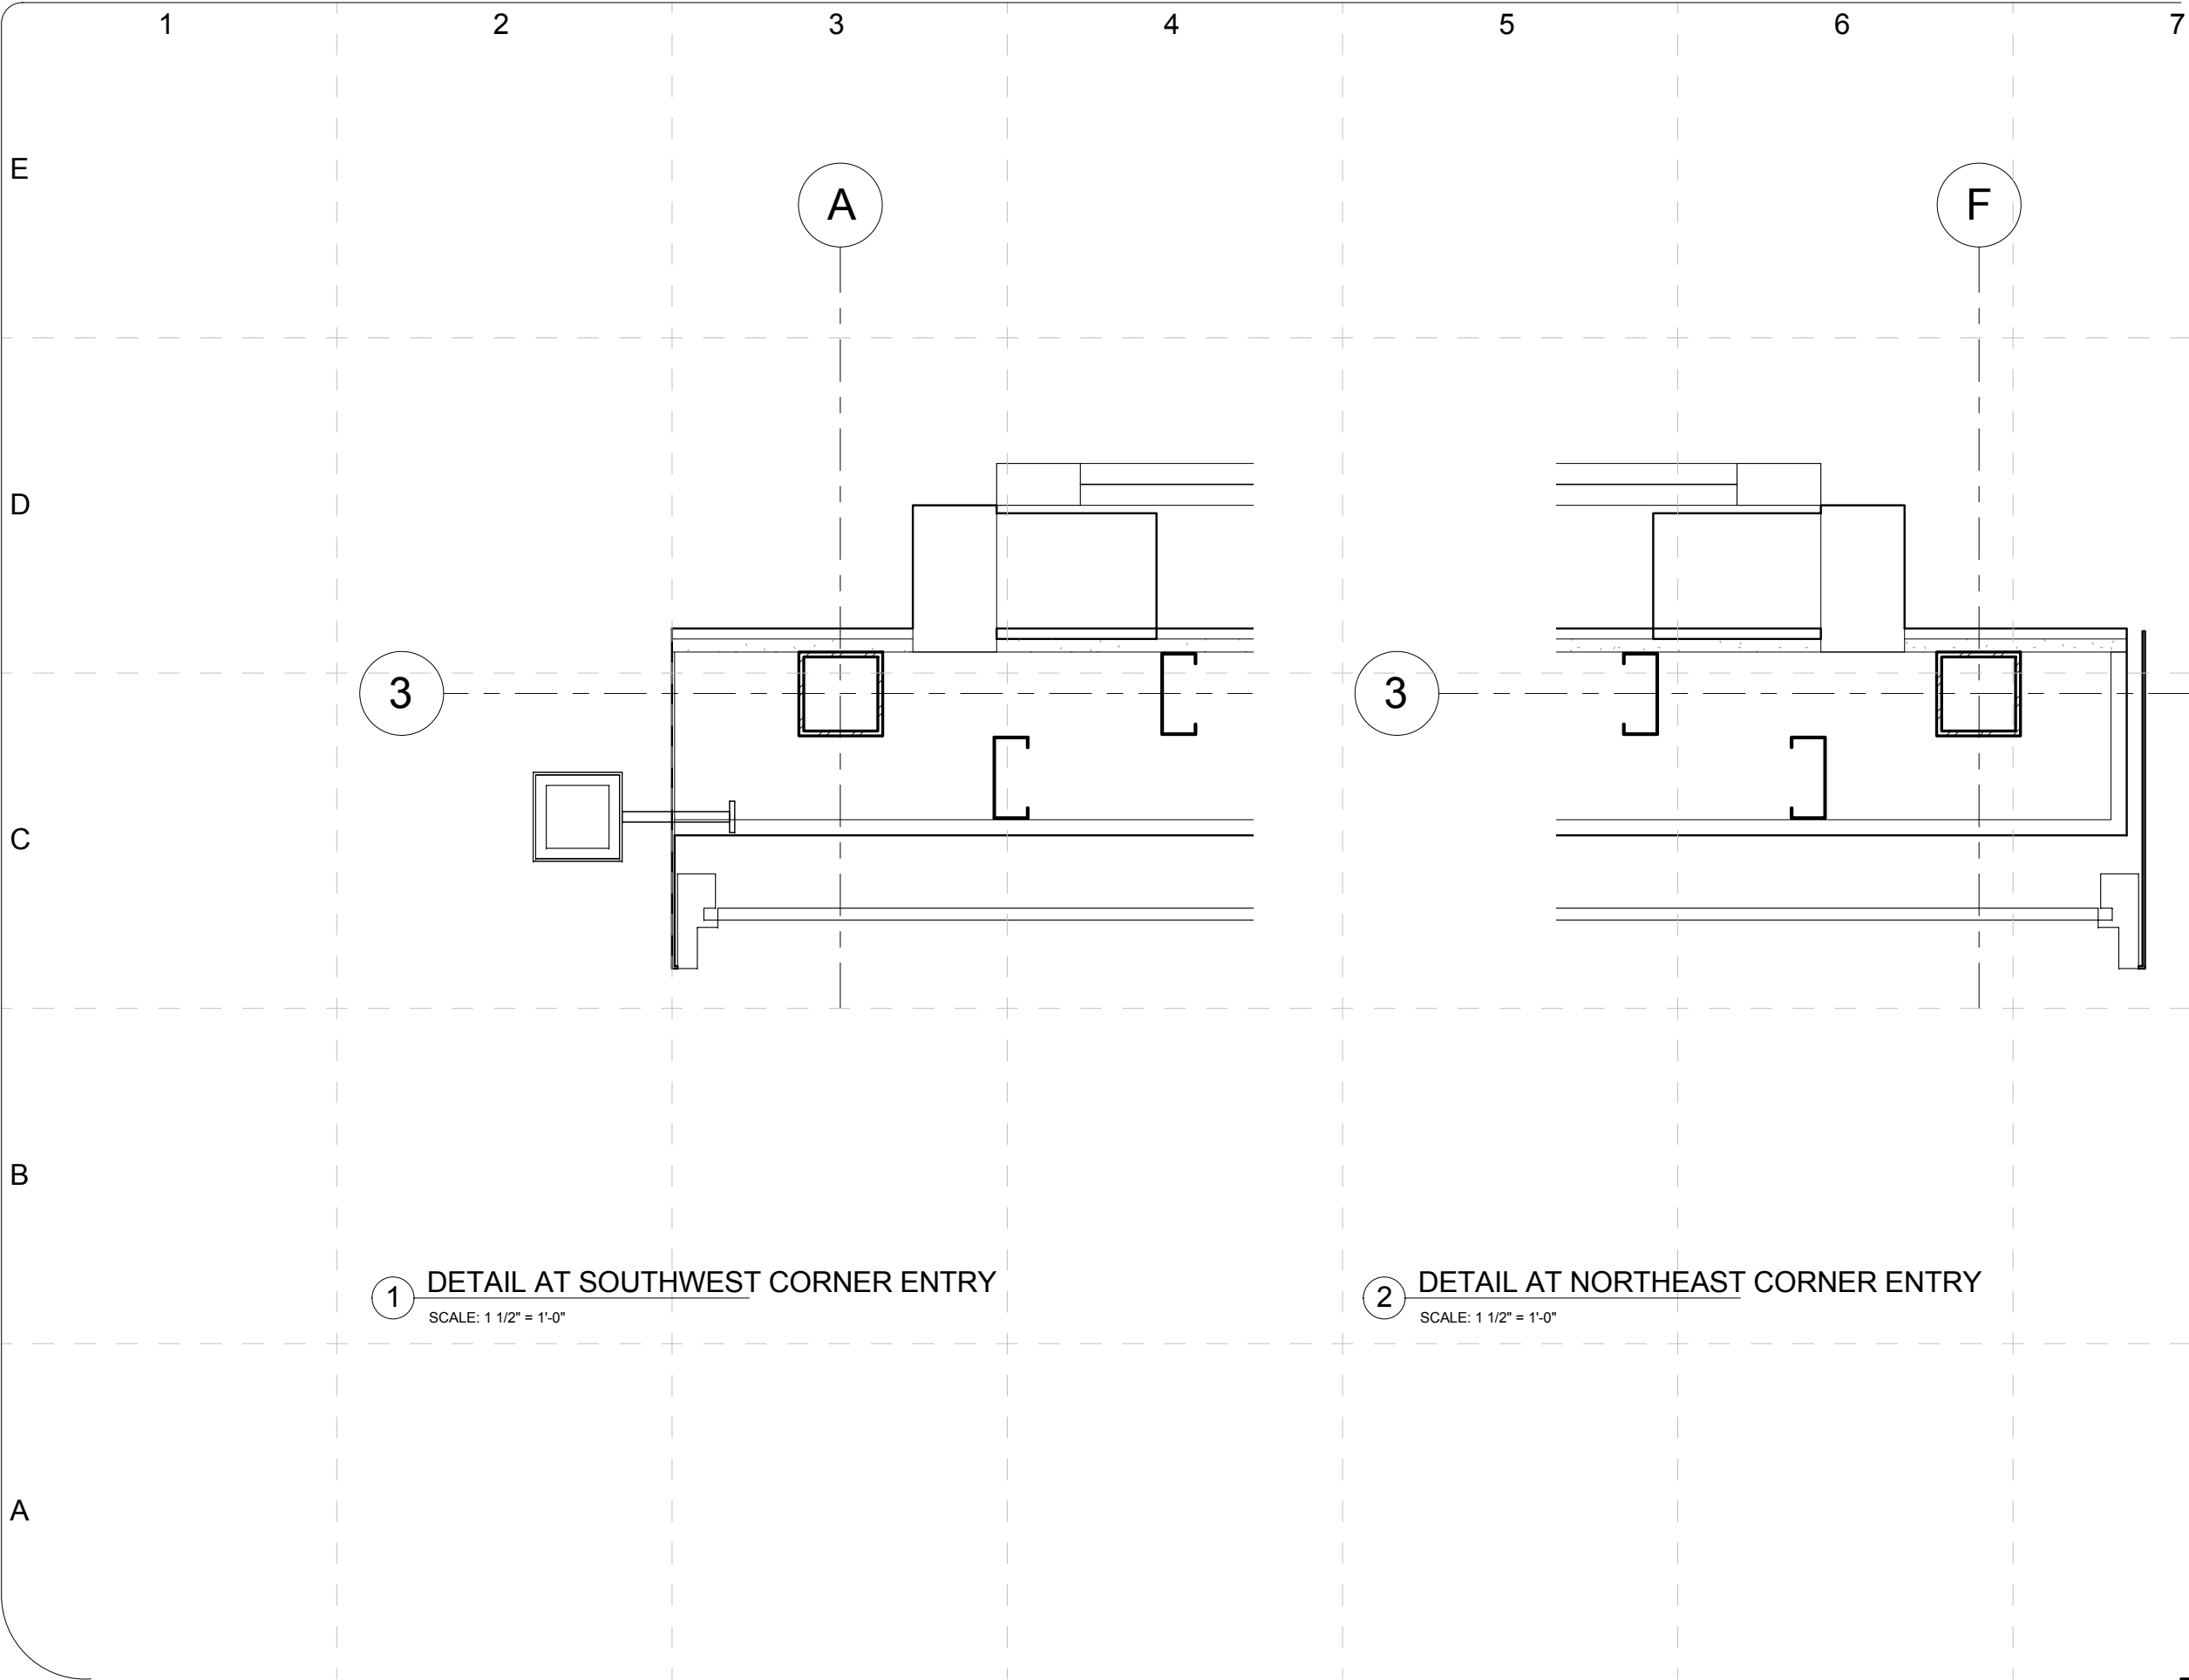 1 2 3 4 5 6 7
E
A F
D
3 3
C
B
1 DETAIL AT SOUTHWEST CORNER ENTRY
SCALE: 1 1/2" = 1'-0"
2 DETAIL AT NORTHEAST CORNER ENTRY
SCALE: 1 1/2" = 1'-0"
A